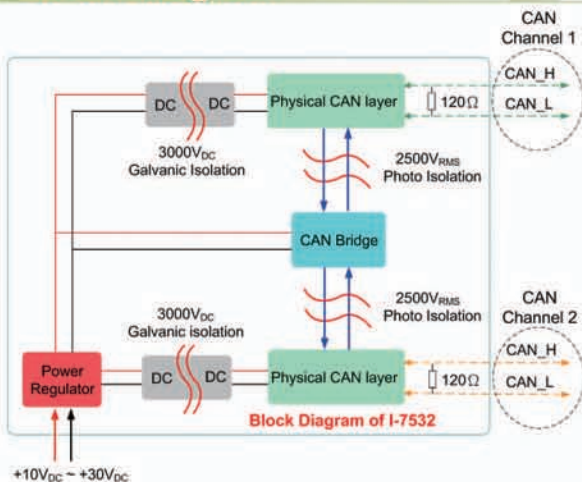 CAN
Channel 1
CAN_H
DC DC
Physical CAN layer
120Ω
CAN_L
3000VDC
Galvanic Isolation
2500VRMS
Photo Isolation
CAN Bridge
3000VDC
Galvanic isolation
2500VRMS
Photo Isolation
CAN
Channel 2
Power
Regulator
DC DC
Physical CAN layer
CAN_H
120Ω
CAN_L
Block Diagram of I-7532
+10VDC ~ +30VDC